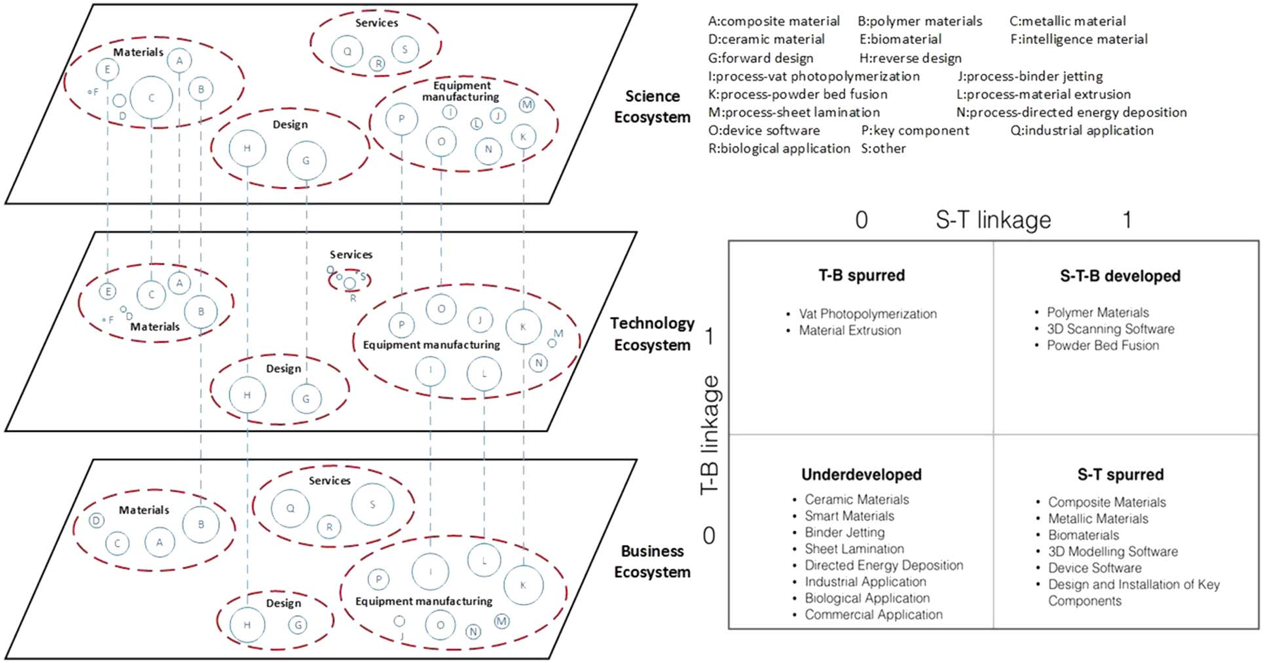 Services
Q
S
R
Materials
E
A
F
C
B
D
Equipment
manufacturing
P
I
L
J
M
O
N
K
Design
H
G
Science
Ecosystem
A:composite material B:polymer materials C:metallic material
D:ceramic material E:biomaterial F:intelligence material
G:forward design H:reverse design
I:process-vat photopolymerization J:process-binder jetting
K:process-powder bed fusion L:process-material extrusion
M:process-sheet lamination N:process-directed energy deposition
O:device software P:key component Q:industrial application
R:biological application S:other
Services
Q
S
R
E
C
A
F
D
B
Materials
P
O
J
K
M
Equipment manufacturing
I
L
N
Design
H
G
Technology
Ecosystem
Services
Q
S
R
Materials
D
C
A
B
L
I
P
K
Equipment manufacturing
J
O
N
M
Design
H
G
Business
Ecosystem
0 S-T linkage 1
T-B linkage
1
0
T-B spurred
• Vat Photopolymerization
• Material Extrusion
S-T-B developed
• Polymer Materials
• 3D Scanning Software
• Powder Bed Fusion
Underdeveloped
• Ceramic Materials
• Smart Materials
• Binder Jetting
• Sheet Lamination
• Directed Energy Deposition
• Industrial Application
• Biological Application
• Commercial Application
S-T spurred
• Composite Materials
• Metallic Materials
• Biomaterials
• 3D Modelling Software
• Device Software
• Design and Installation of Key
Components